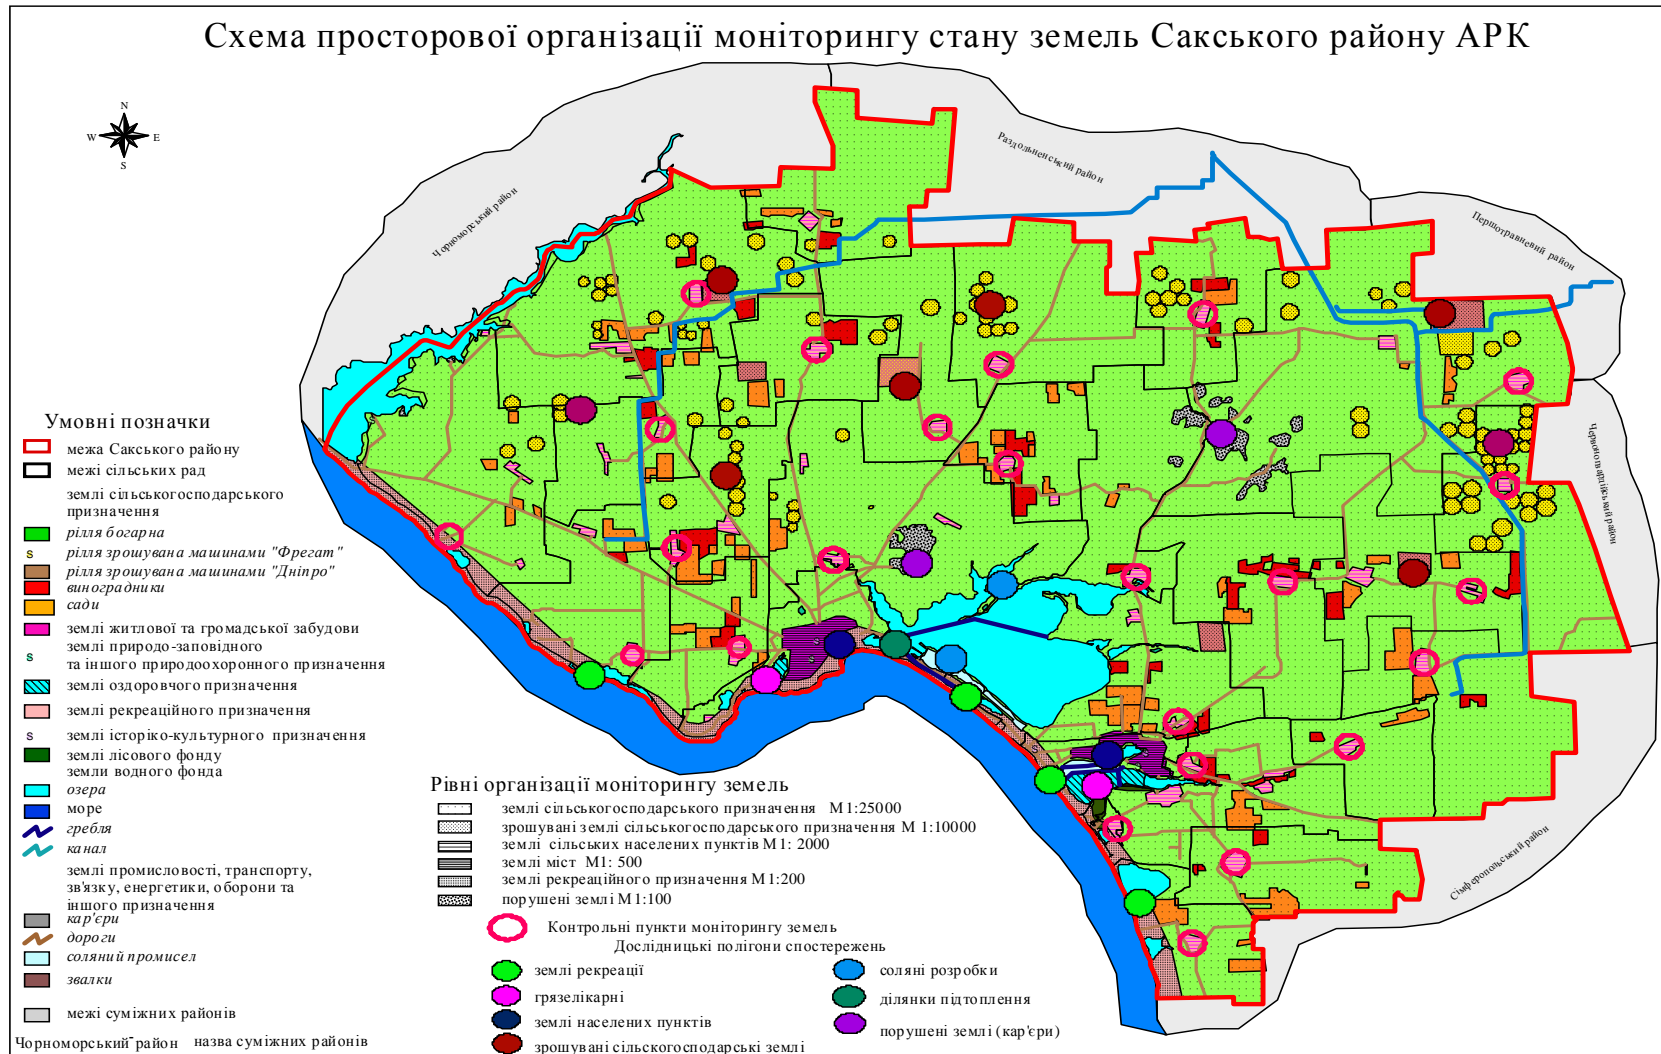 Схема просторової організації моніторингу стану земель Сакського району АРК
N
W
E
S
Чорноморський район
Раздольненський район
Першотравневий район
Червоногвардійський район
Сімферопольський район
Умовні позначки
межа Сакського району
межі сільських рад
землі сільськогосподарського
призначення
рілля богарна
s
рілля зрошувана машинами "Фрегат"
рілля зрошувана машинами "Дніпро"
виноградники
сади
землі житлової та громадської забудови
землі природо-заповідного
s
та іншого природоохоронного призначення
землі оздоровчого призначення
землі рекреаційного призначення
s
землі історіко-культурного призначення
землі лісового фонду
земли водного фонда
озера
море
гребля
канал
землі промисловості, транспорту,
зв'язку, енергетики, оборони та
іншого призначення
кар'єри
дороги
соляний промисел
звалки
межі суміжних районів
Чорноморський район назва суміжних районів
Рівні організації моніторингу земель
землі сільськогосподарського призначення М 1:25000
зрошувані землі сільськогосподарського призначення М 1:10000
землі сільських населених пунктів М1: 2000
землі міст М1: 500
землі рекреаційного призначення М1:200
порушені землі М1:100
Контрольні пункти моніторингу земель
Дослідницькі полігони спостережень
землі рекреації
грязелікарні
землі населених пунктів
зрошувані сільскогосподарські землі
соляні розробки
ділянки підтоплення
порушені землі (кар'єри)